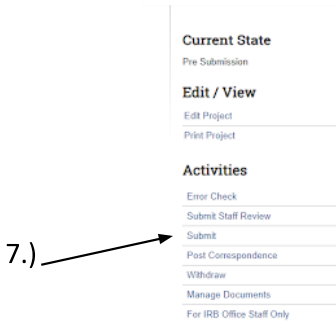 Current State
Pre Submission
Edit / View
Edit Project
Print Project
Activities
Error Check
Submit Staff Review
Submit
7.)
Post Correspondence
Withdraw
Manage Documents
For IRB Office Staff Only